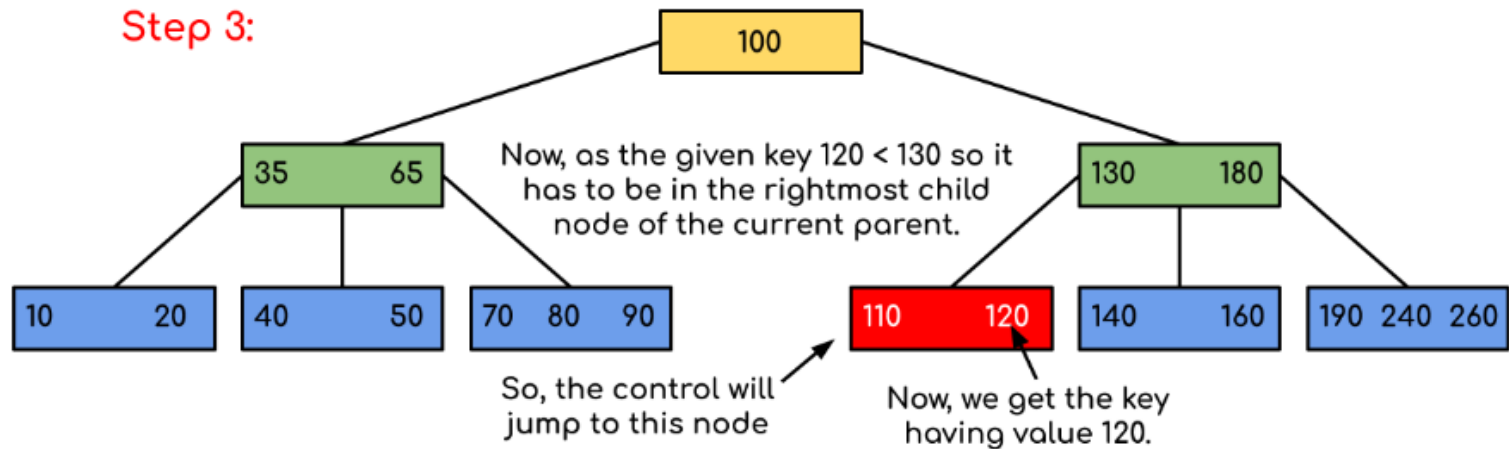 Step 3:
100
Now, as the given key 120 < 130 so it
has to be in the rightmost child
node of the current parent.
35 65
130 180
10 20
40 50
70 80 90
110 120
140 160
190 240 260
So, the control will
jump to this node
Now, we get the key
having value 120.